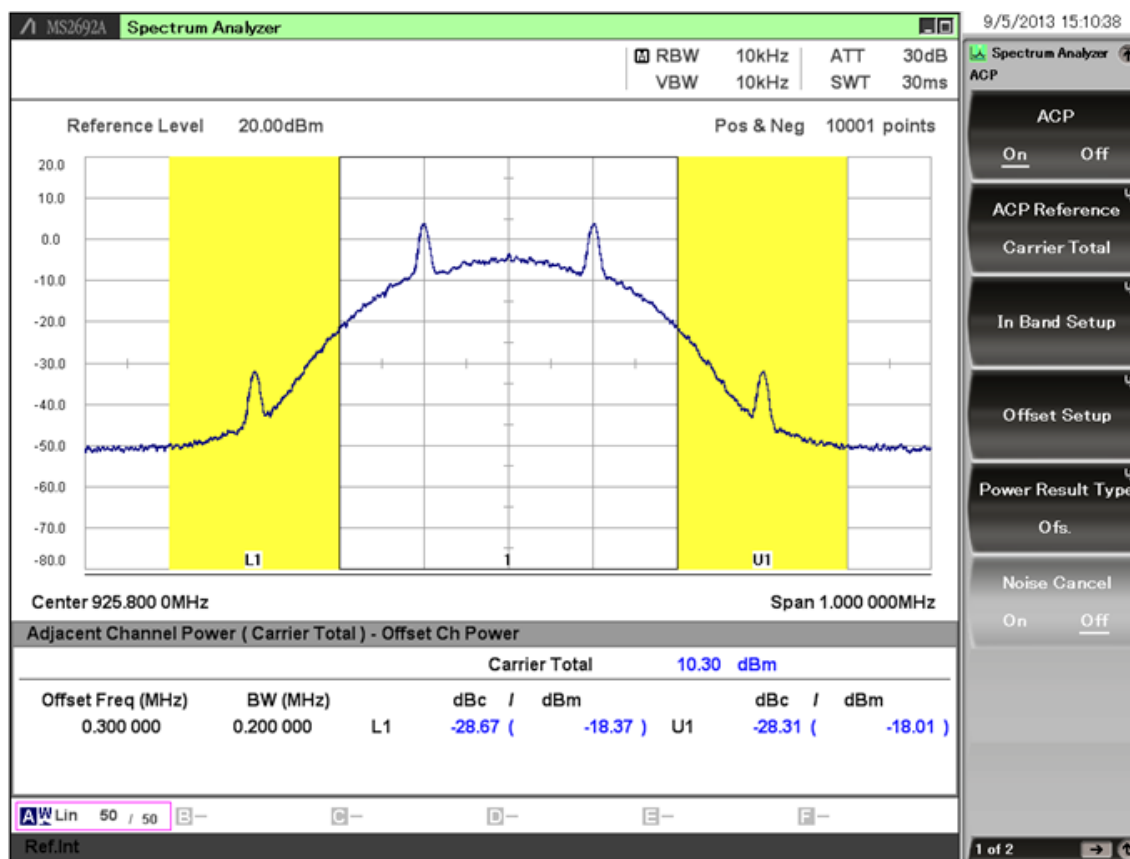 MS2692A Spectrum Analyzer
9/5/2013 15:10:38
A RBW 10kHz ATT 30dB
VBW 10kHz SWT 30ms
Reference Level 20.00dBm Pos & Neg 10001 points
20.0
10.0
0.0
-10.0
-20.0
-30.0
-40.0
-50.0
-60.0
-70.0
-80.0
L1 1 U1
Center 925.800 0MHz Span 1.000 000MHz
Adjacent Channel Power ( Carrier Total ) - Offset Ch Power
Carrier Total 10.30 dBm
Offset Freq (MHz) BW (MHz) dBc / dBm dBc / dBm
0.300 000 0.200 000 L1 -28.67 ( -18.37 ) U1 -28.31 ( -18.01 )
A W Lin 50 / 50 B- C- D- E- F-
Ref.Int
Spectrum Analyzer
ACP
ACP
On Off
ACP Reference
Carrier Total
In Band Setup
Offset Setup
Power Result Type
Ofs.
Noise Cancel
On Off
1 of 2